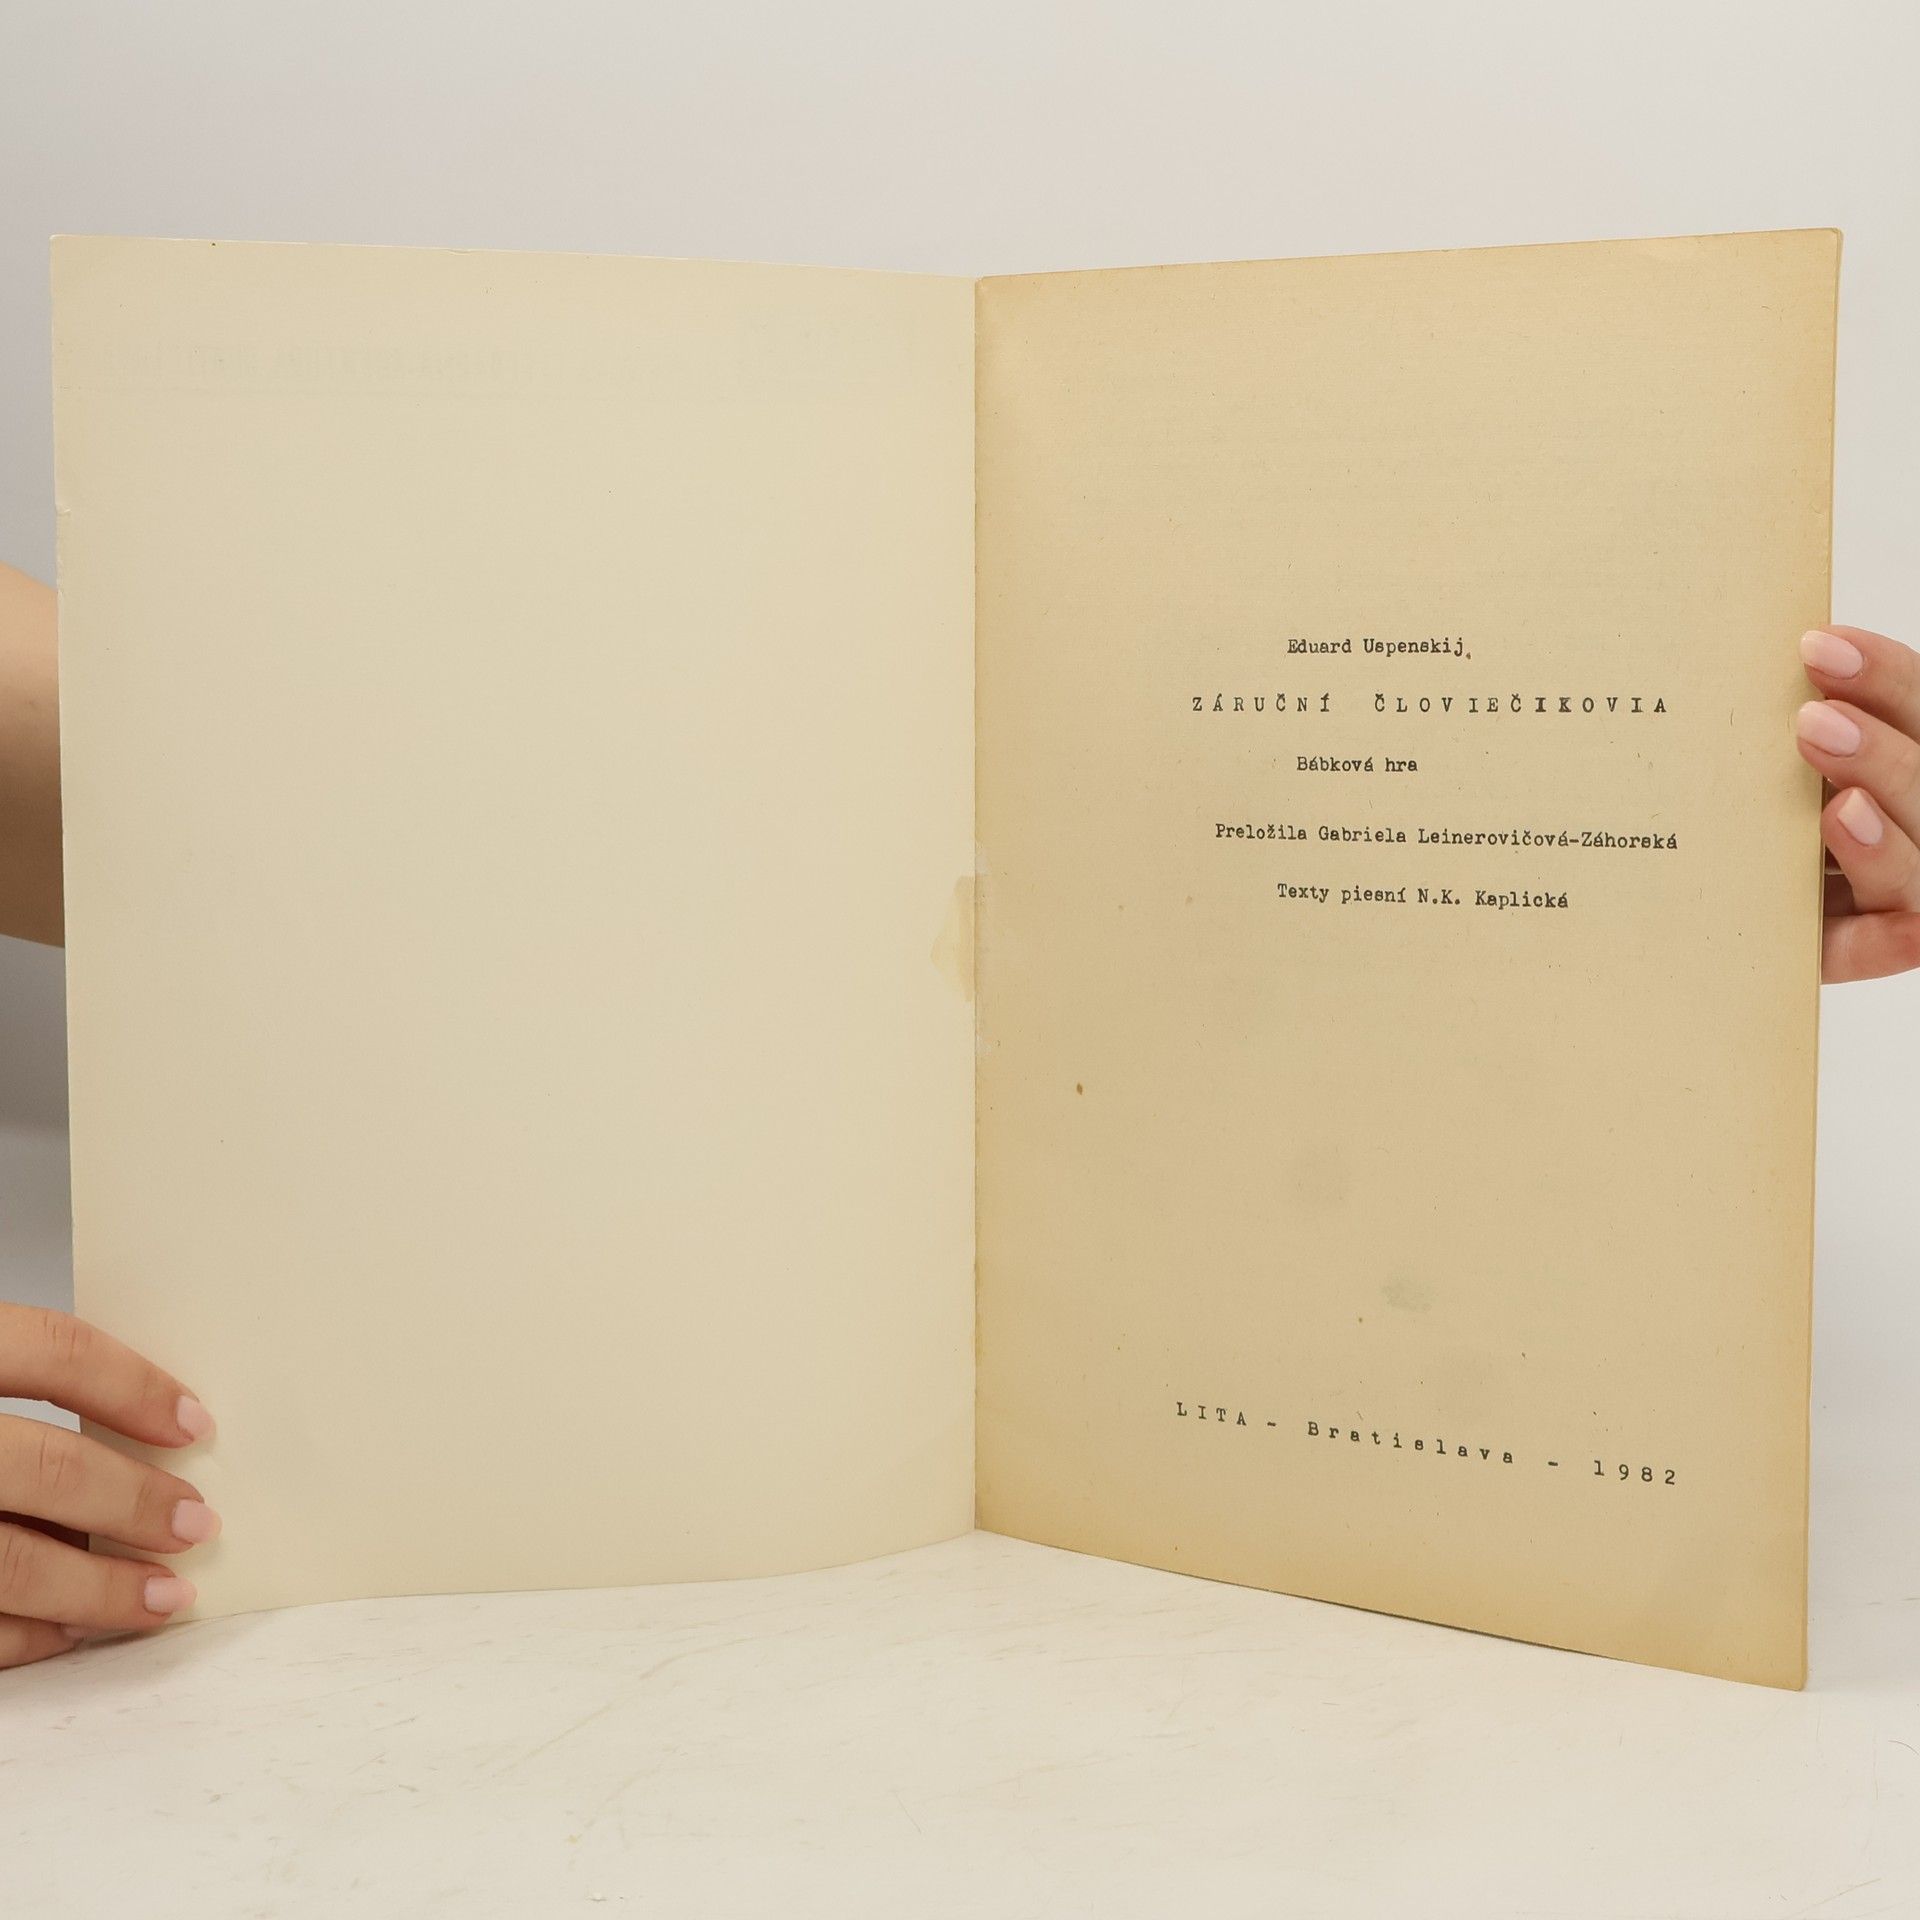 Eduard Uspenskij
ZÁRUČNÍ ČLOVIEČIKOVIA
Bábková hra
Preložila Gabriela Leinerovičová-Záhorská
Texty piesní N.K. Kaplická
LITA - Bratislava - 1982